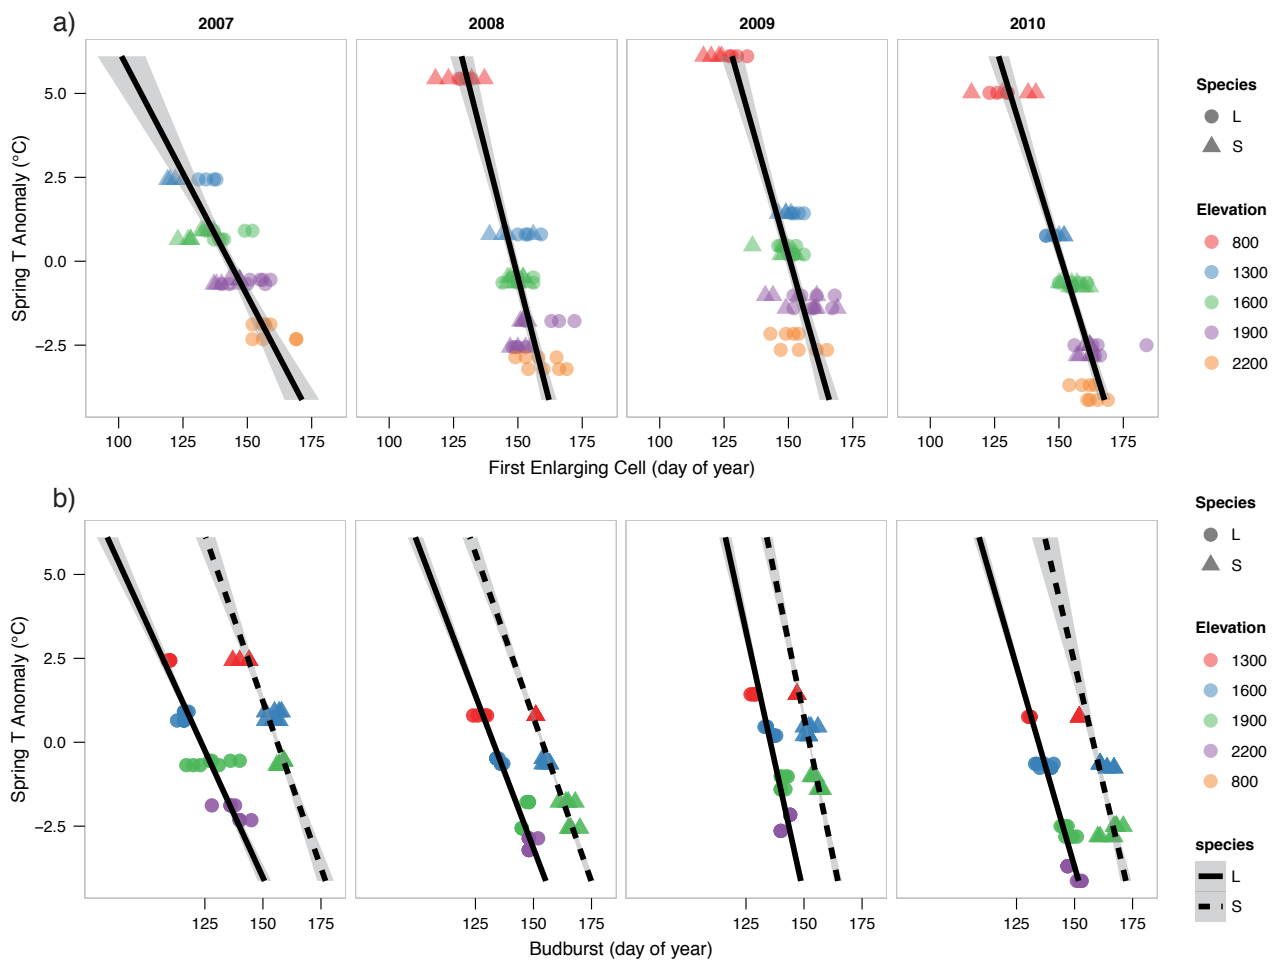 a)
2007 2008 2009 2010
Spring T Anomaly (°C)
5.0
2.5
0.0
−2.5
100 125 150 175 100 125 150 175 100 125 150 175 100 125 150 175
First Enlarging Cell (day of year)
Species
L
S
Elevation
800
1300
1600
1900
2200
b)
Spring T Anomaly (°C)
5.0
2.5
0.0
−2.5
125 150 175 125 150 175 125 150 175 125 150 175
Budburst (day of year)
Species
L
S
Elevation
1300
1600
1900
2200
800
species
L
S